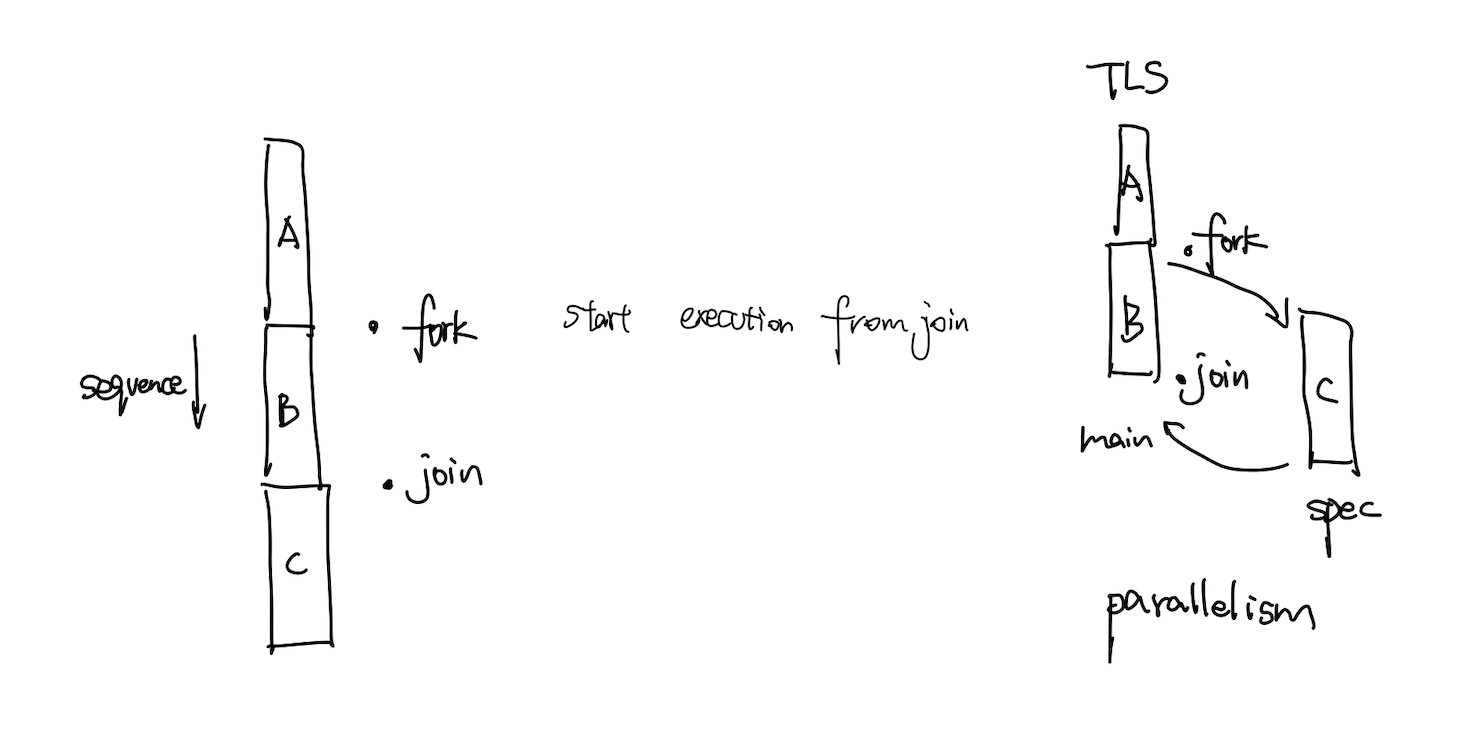 A
. fork
sequence
B
. join
C
start execution from join
TLS
A
. fork
B
. join
C
main
spec
parallelism